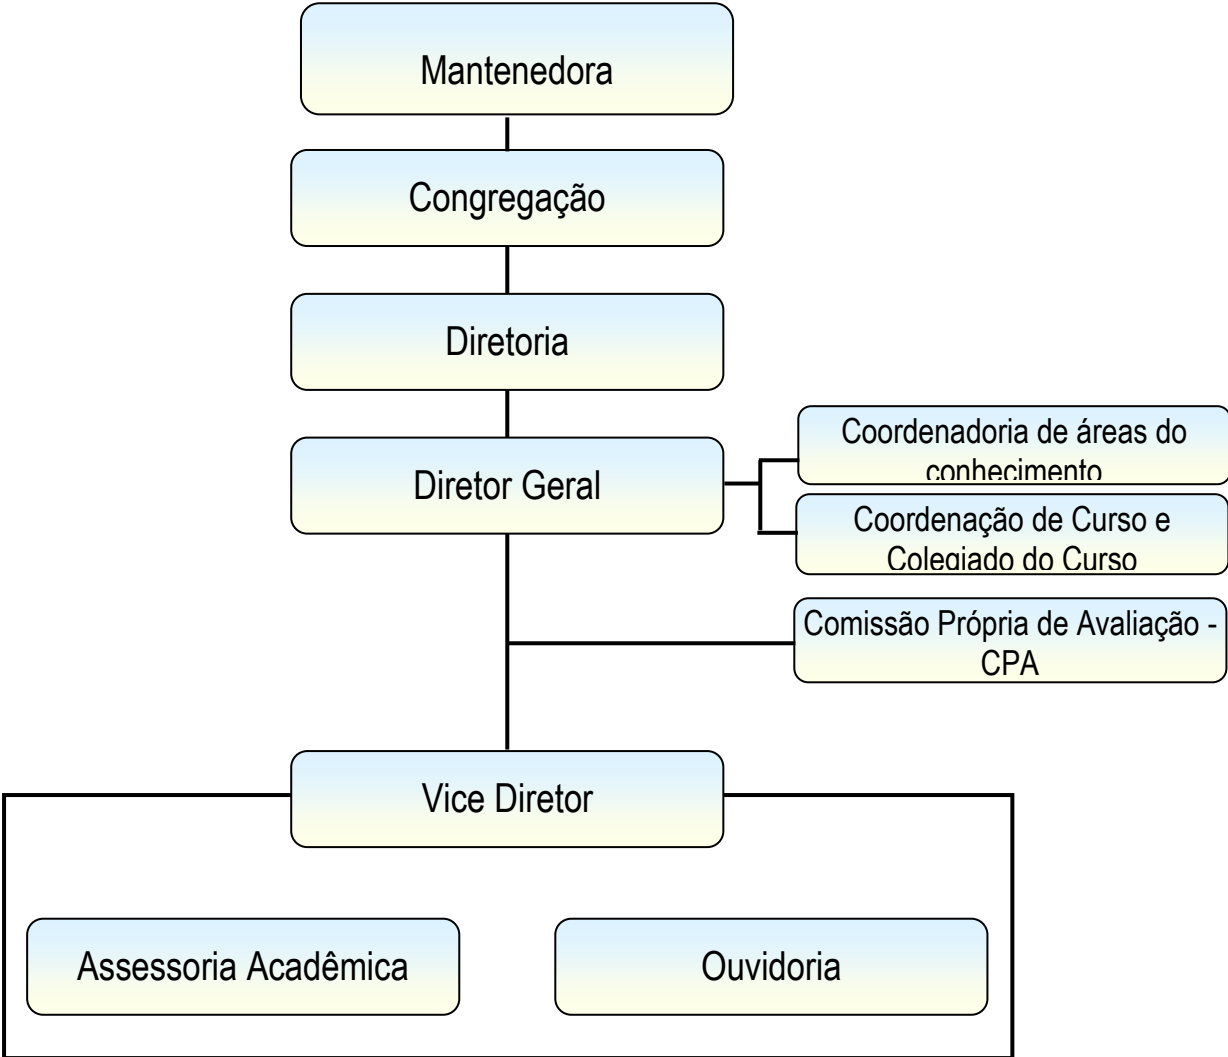 Mantenedora
Congregação
Diretoria
Diretor Geral
Coordenadoria de áreas do
conhecimento
Coordenação de Curso e
Colegiado do Curso
Comissão Própria de Avaliação -
CPA
Vice Diretor
Assessoria Acadêmica
Ouvidoria